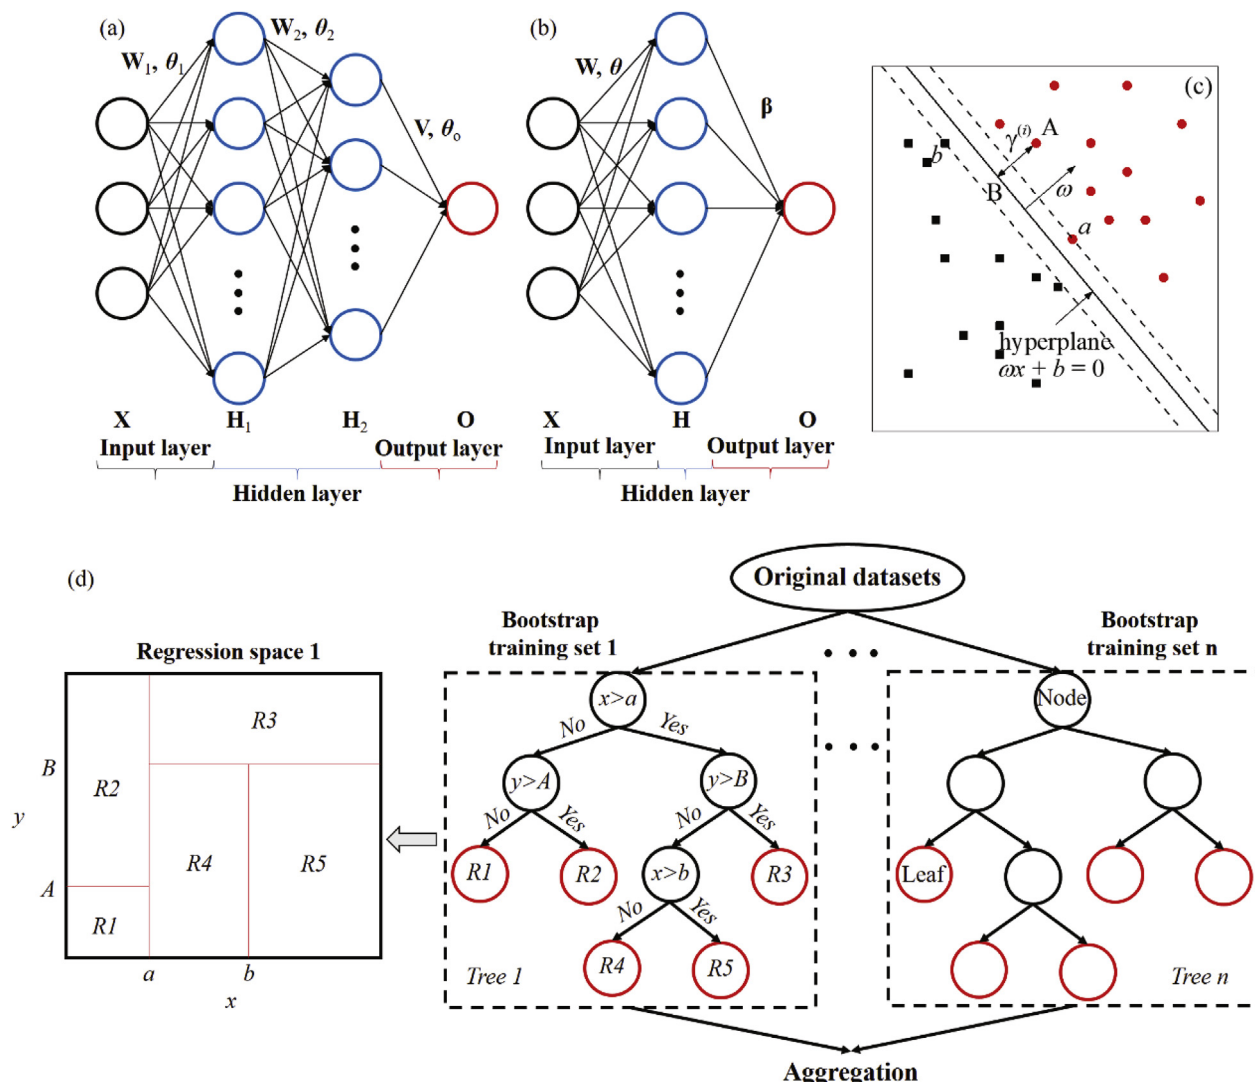 (a)
W₁, θ₁
W₂, θ₂
V, θₒ
X
H₁
H₂
O
Input layer
Output layer
Hidden layer
(b)
W, θ
β
X
H
O
Input layer
Output layer
Hidden layer
(c)
γ⁽ⁱ⁾
A
b
B
ω
a
hyperplane
ωx + b = 0
(d)
Original datasets
Regression space 1
R3
B
R2
y
R4
R5
A
R1
a
b
x
Bootstrap
training set 1
x>a
No
Yes
y>A
y>B
No
Yes
No
Yes
R1
R2
x>b
R3
No
Yes
R4
R5
Tree 1
Bootstrap
training set n
Node
Leaf
Tree n
Aggregation